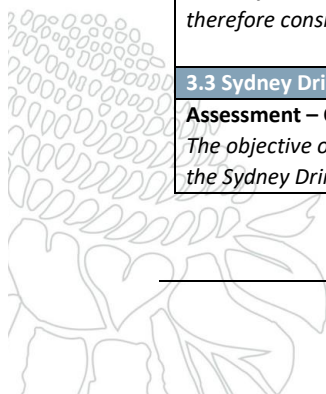 therefore consi
3.3 Sydney Dri
Assessment –
The objective o
the Sydney Dri